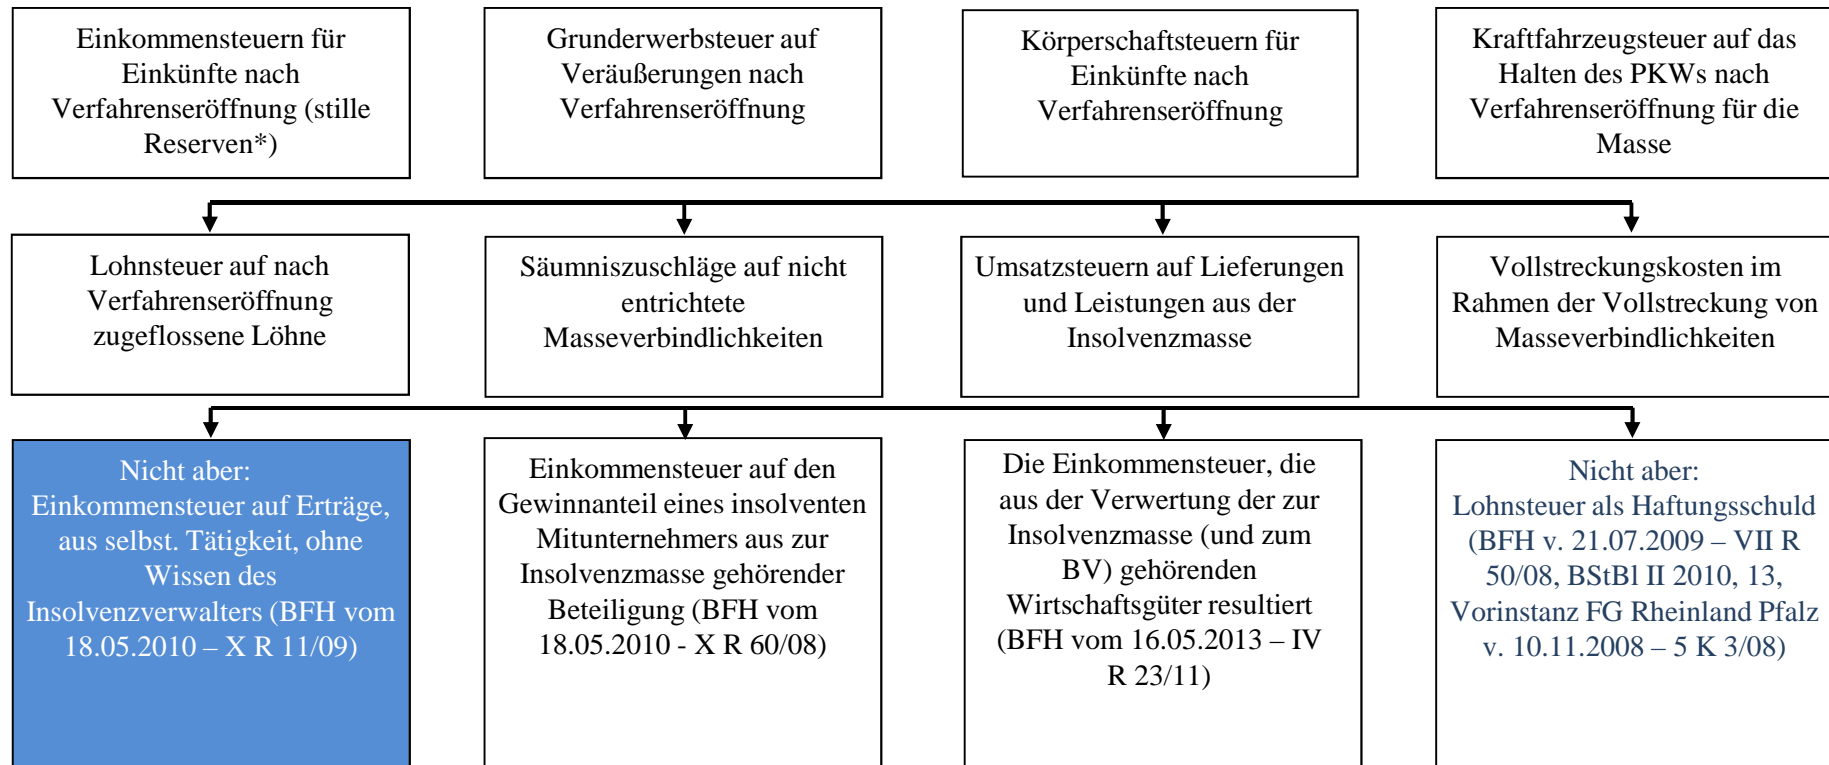 Einkommensteuern für
Einkünfte nach
Verfahrenseröffnung (stille
Reserven*)
Grunderwerbsteuer auf
Veräußerungen nach
Verfahrenseröffnung
Körperschaftsteuern für
Einkünfte nach
Verfahrenseröffnung
Kraftfahrzeugsteuer auf das
Halten des PKWs nach
Verfahrenseröffnung für die
Masse
Lohnsteuer auf nach
Verfahrenseröffnung
zugeflossene Löhne
Säumniszuschläge auf nicht
entrichtete
Masseverbindlichkeiten
Umsatzsteuern auf Lieferungen
und Leistungen aus der
Insolvenzmasse
Vollstreckungskosten im
Rahmen der Vollstreckung von
Masseverbindlichkeiten
Nicht aber:
Einkommensteuer auf Erträge,
aus selbst. Tätigkeit, ohne
Wissen des
Insolvenzverwalters (BFH vom
18.05.2010 – X R 11/09)
Einkommensteuer auf den
Gewinnanteil eines insolventen
Mitunternehmers aus zur
Insolvenzmasse gehörender
Beteiligung (BFH vom
18.05.2010 - X R 60/08)
Die Einkommensteuer, die
aus der Verwertung der zur
Insolvenzmasse (und zum
BV) gehörenden
Wirtschaftsgüter resultiert
(BFH vom 16.05.2013 – IV
R 23/11)
Nicht aber:
Lohnsteuer als Haftungsschuld
(BFH v. 21.07.2009 – VII R
50/08, BStBl II 2010, 13,
Vorinstanz FG Rheinland Pfalz
v. 10.11.2008 – 5 K 3/08)